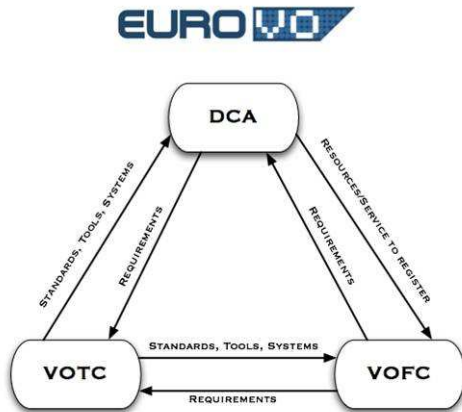 EURO VO
DCA
STANDARDS, TOOLS, SYSTEMS
REQUIREMENTS
REQUIREMENTS
RESOURCES/SERVICE TO REGISTER
STANDARDS, TOOLS, SYSTEMS
VOTC
VOFC
REQUIREMENTS